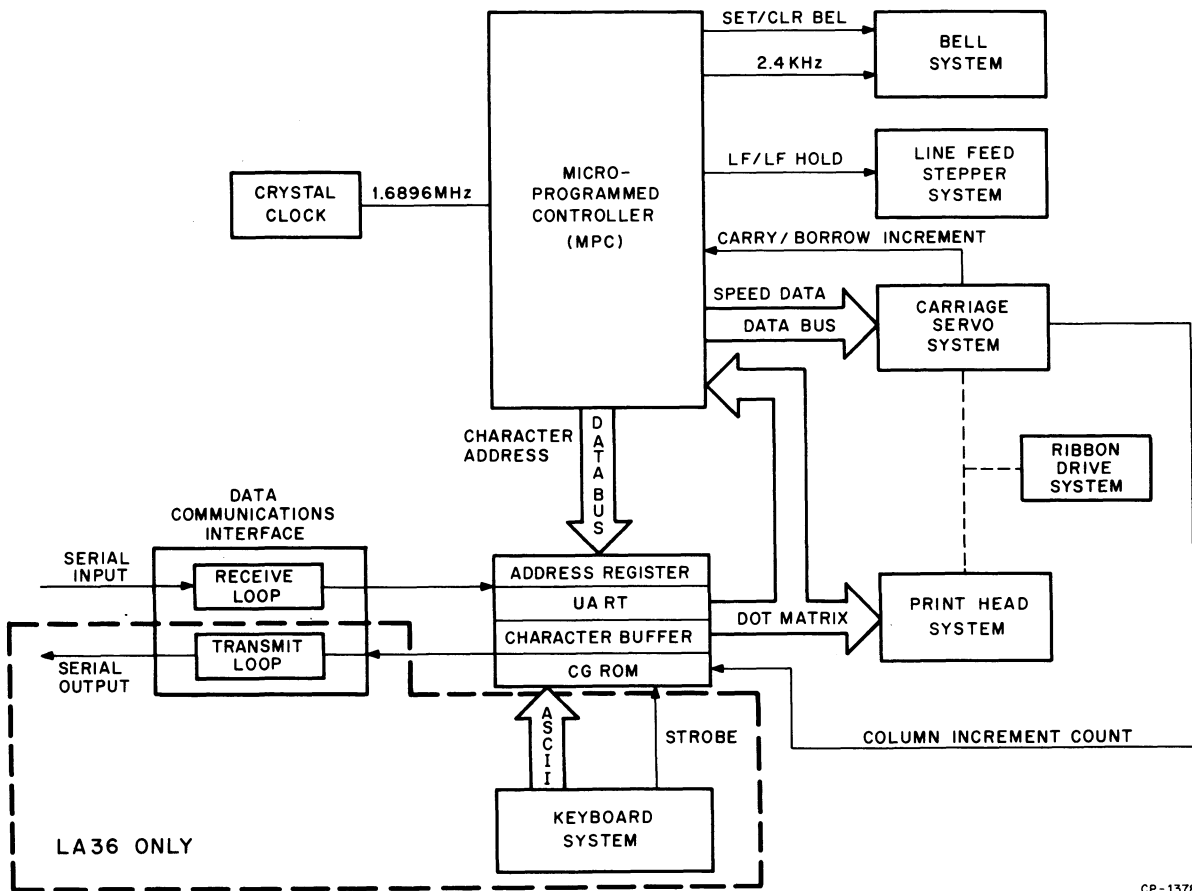 SET/CLR BEL
BELL
SYSTEM
2.4KHz
MICRO-
PROGRAMMED
CONTROLLER
(MPC)
LF/LF HOLD
LINE FEED
STEPPER
SYSTEM
CRYSTAL
CLOCK
1.6896MHz
CARRY/BORROW INCREMENT
SPEED DATA
DATA BUS
CARRIAGE
SERVO
SYSTEM
CHARACTER
ADDRESS
DATA BUS
RIBBON
DRIVE
SYSTEM
DATA
COMMUNICATIONS
INTERFACE
SERIAL
INPUT
RECEIVE
LOOP
ADDRESS REGISTER
UART
CHARACTER BUFFER
CG ROM
DOT MATRIX
PRINT HEAD
SYSTEM
TRANSMIT
LOOP
SERIAL
OUTPUT
ASCII
STROBE
COLUMN INCREMENT COUNT
KEYBOARD
SYSTEM
LA36 ONLY